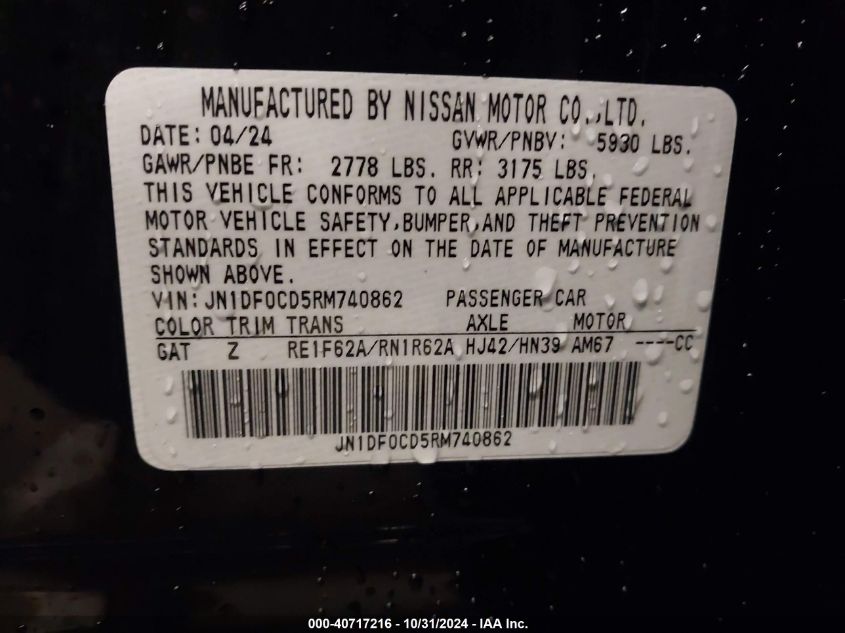 MANUFACTURED BY NISSAN MOTOR CO.,LTD.
DATE: 04/24 GVWR/PNBV: 5930 LBS.
GAWR/PNBE FR: 2778 LBS. RR: 3175 LBS.
THIS VEHICLE CONFORMS TO ALL APPLICABLE FEDERAL
MOTOR VEHICLE SAFETY,BUMPER,AND THEFT PREVENTION
STANDARDS IN EFFECT ON THE DATE OF MANUFACTURE
SHOWN ABOVE.
VIN:JN1DF0CD5RM740862 PASSENGER CAR
COLOR TRIM TRANS AXLE MOTOR
GAT Z RE1F62A/RN1R62A HJ42/HN39 AM67 ----CC
JN1DF0CD5RM740862
000-40717216 - 10/31/2024 - IAA Inc.